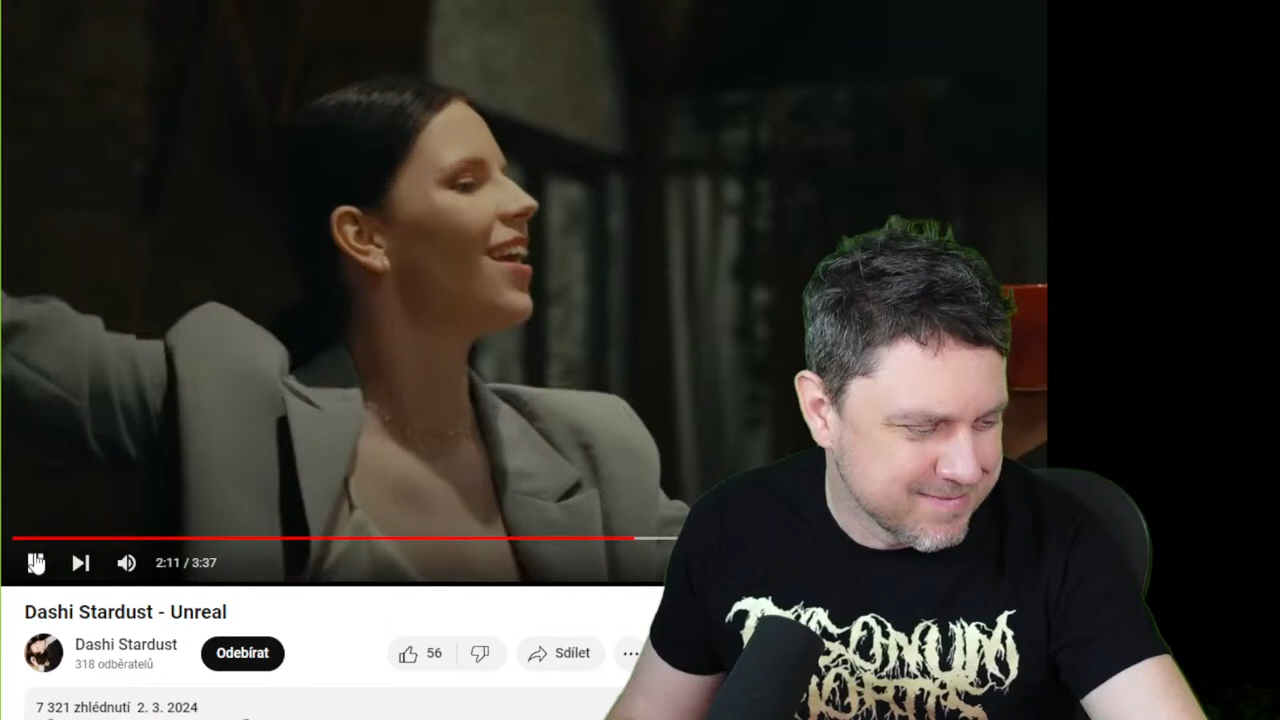 2:11 / 3:37
Dashi Stardust - Unreal
Dashi Stardust
318 odběratelů
Odebírat
56
Sdílet
7 321 zhlédnutí 2. 3. 2024